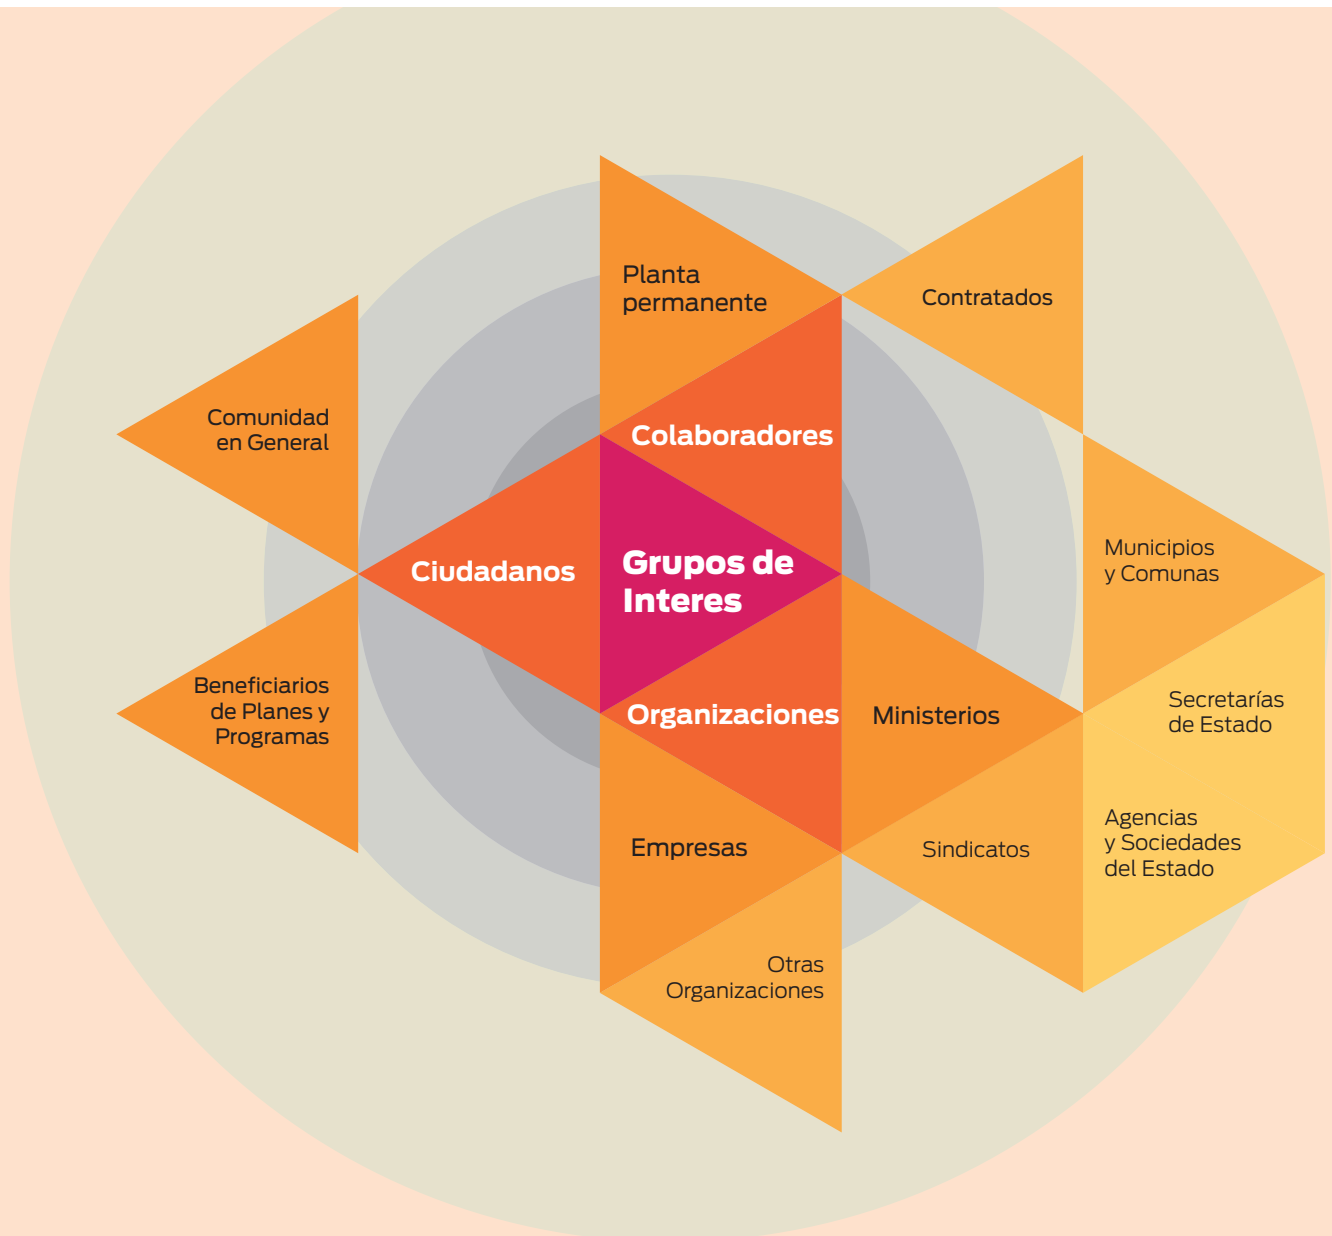 Planta
permanente
Contratados
Comunidad
en General
Colaboradores
Ciudadanos
Grupos de
Interes
Municipios
y Comunas
Beneficiarios
de Planes y
Programas
Organizaciones
Ministerios
Secretarías
de Estado
Empresas
Sindicatos
Agencias
y Sociedades
del Estado
Otras
Organizaciones